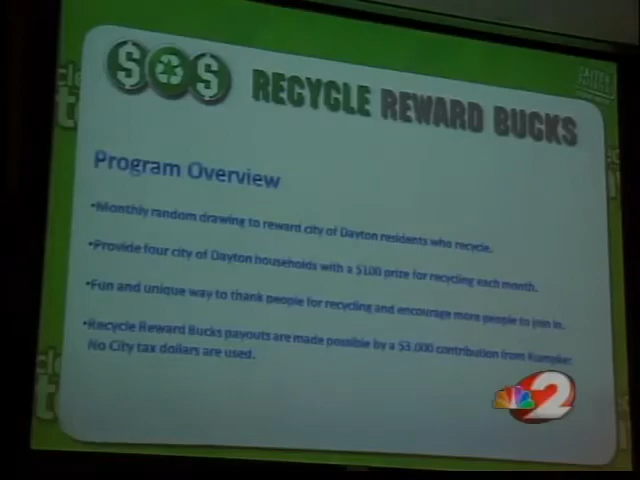 $ $ RECYCLE REWARD BUCKS
Program Overview
•Monthly random drawing to reward city of Dayton residents who recycle.
•Provide four city of Dayton households with a $100 prize for recycling each month.
•Fun and unique way to thank people for recycling and encourage more people to join in.
•Recycle Reward Bucks payouts are made possible by a $3,000 contribution from Rumpke.
No City tax dollars are used.
2